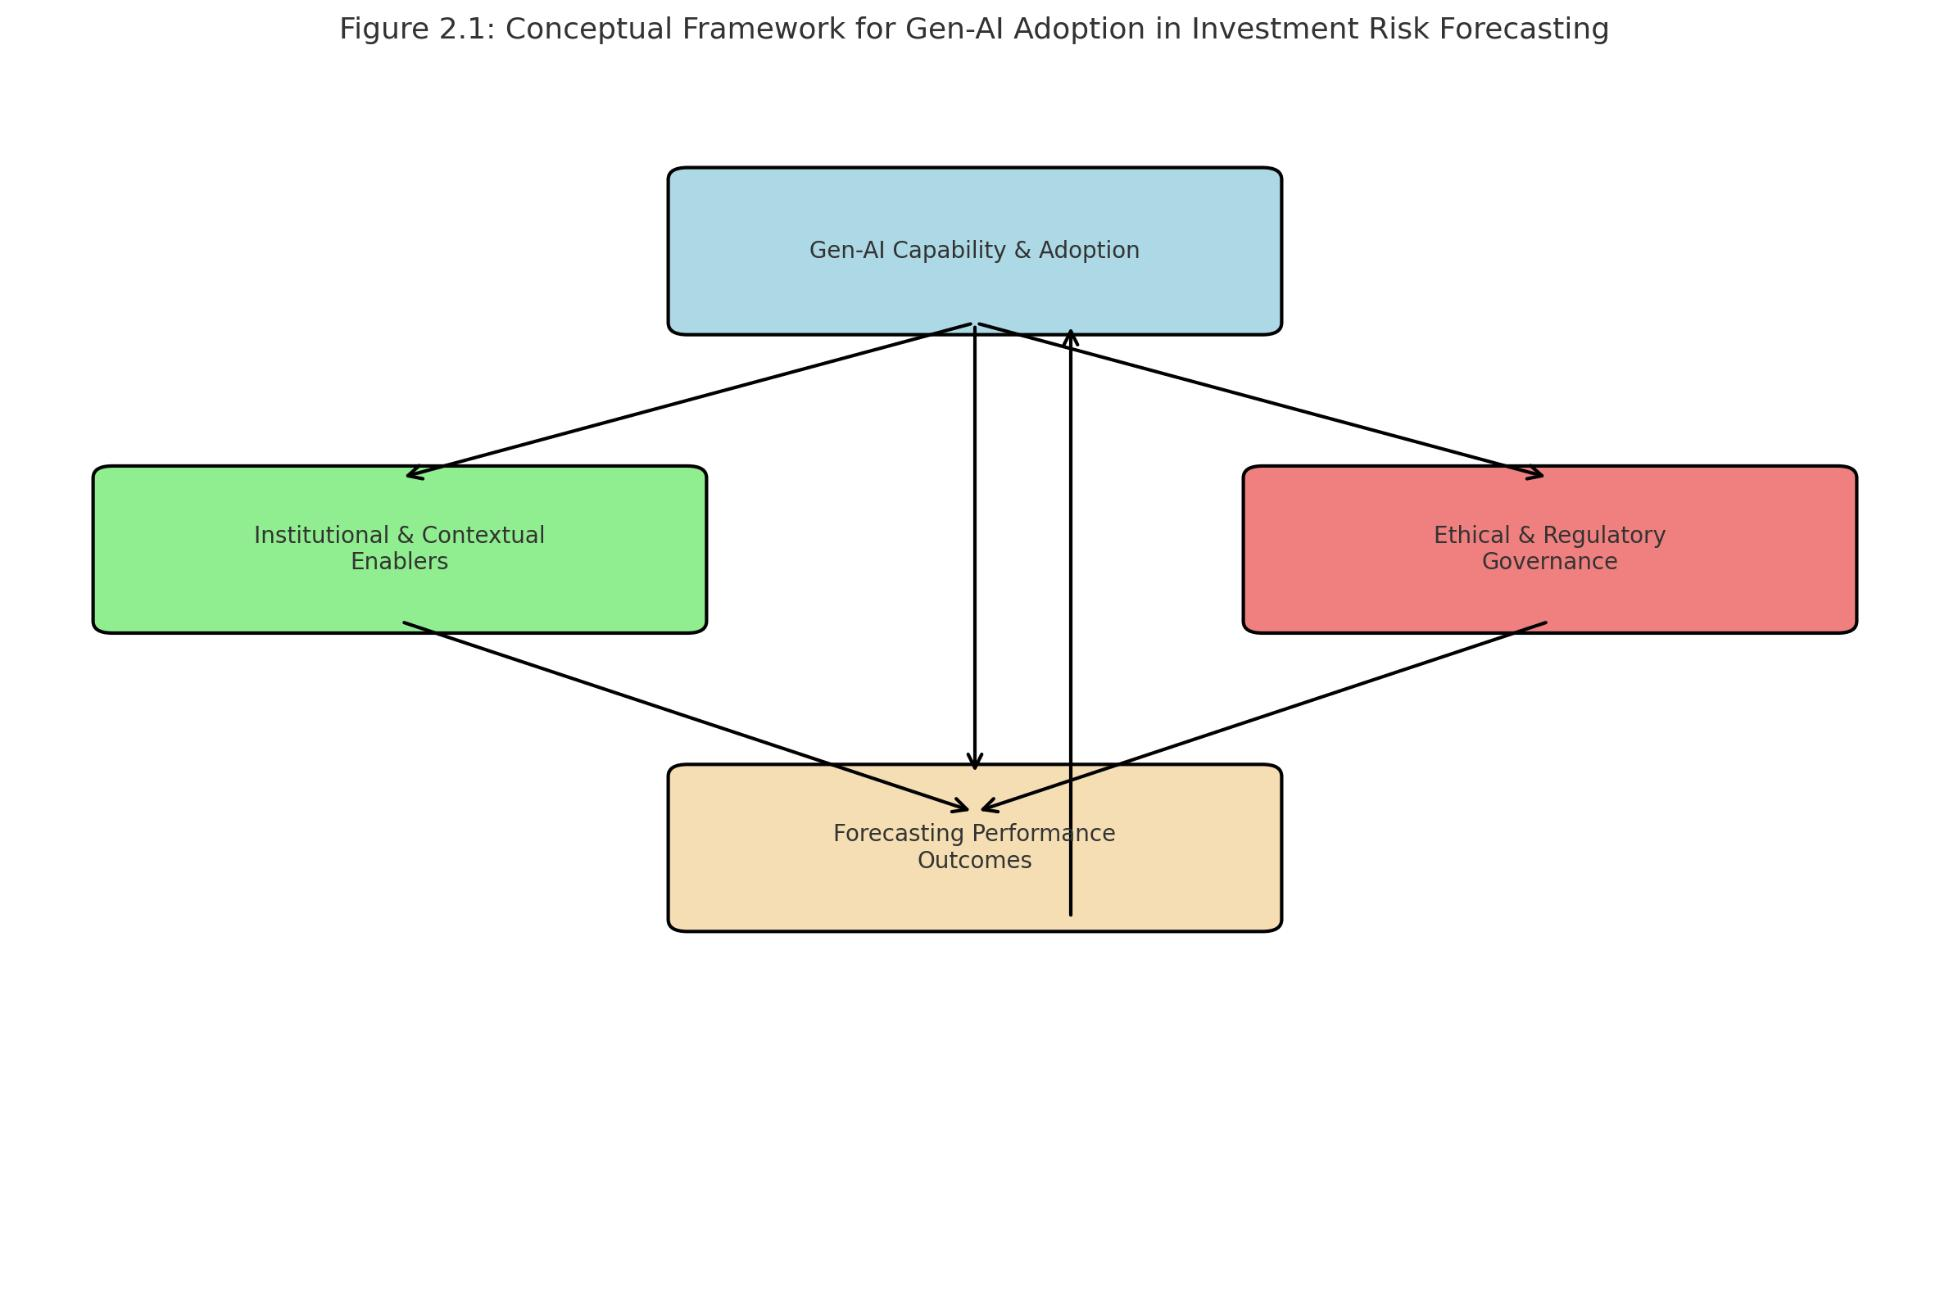 Figure 2.1: Conceptual Framework for Gen-AI Adoption in Investment Risk Forecasting
Gen-AI Capability & Adoption
Institutional & Contextual
Enablers
Ethical & Regulatory
Governance
Forecasting Performance
Outcomes